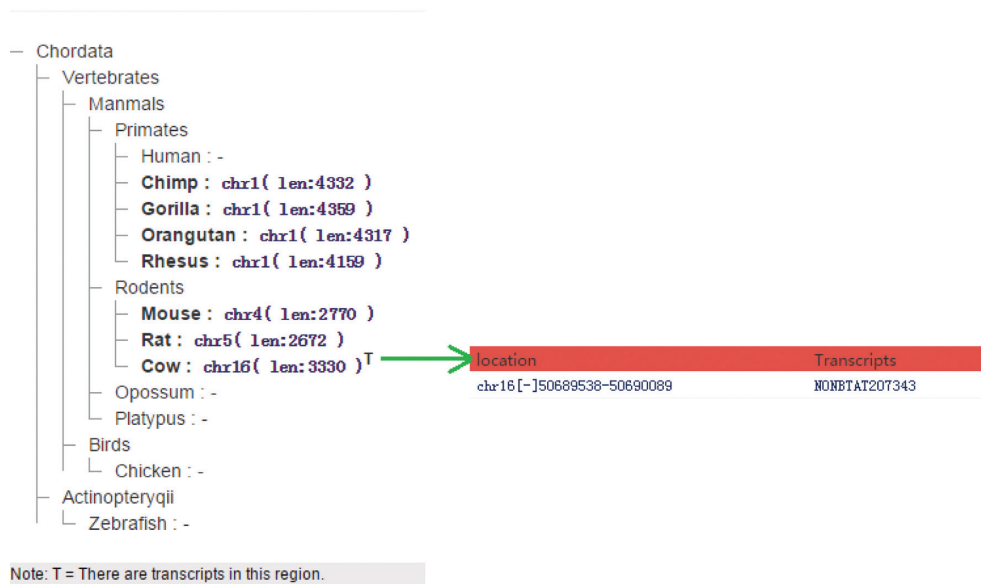 Chordata
Vertebrates
Manmals
Primates
Human : -
Chimp : chr1( len:4332 )
Gorilla : chr1( len:4359 )
Orangutan : chr1( len:4317 )
Rhesus : chr1( len:4159 )
Rodents
Mouse : chr4( len:2770 )
Rat : chr5( len:2672 )
Cow : chr16( len:3330 )T
location Transcripts
chr16[-]50689538-50690089 NONBTAT207343
Opossum : -
Platypus : -
Birds
Chicken : -
Actinopteryqii
Zebrafish : -
Note: T = There are transcripts in this region.